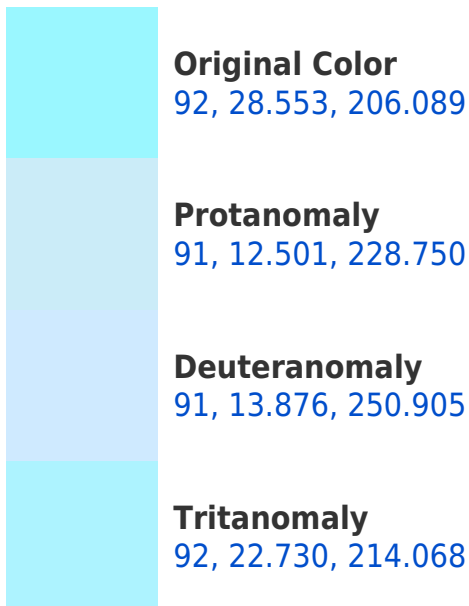 Original Color
92, 28.553, 206.089
Protanomaly
91, 12.501, 228.750
Deuteranomaly
91, 13.876, 250.905
Tritanomaly
92, 22.730, 214.068